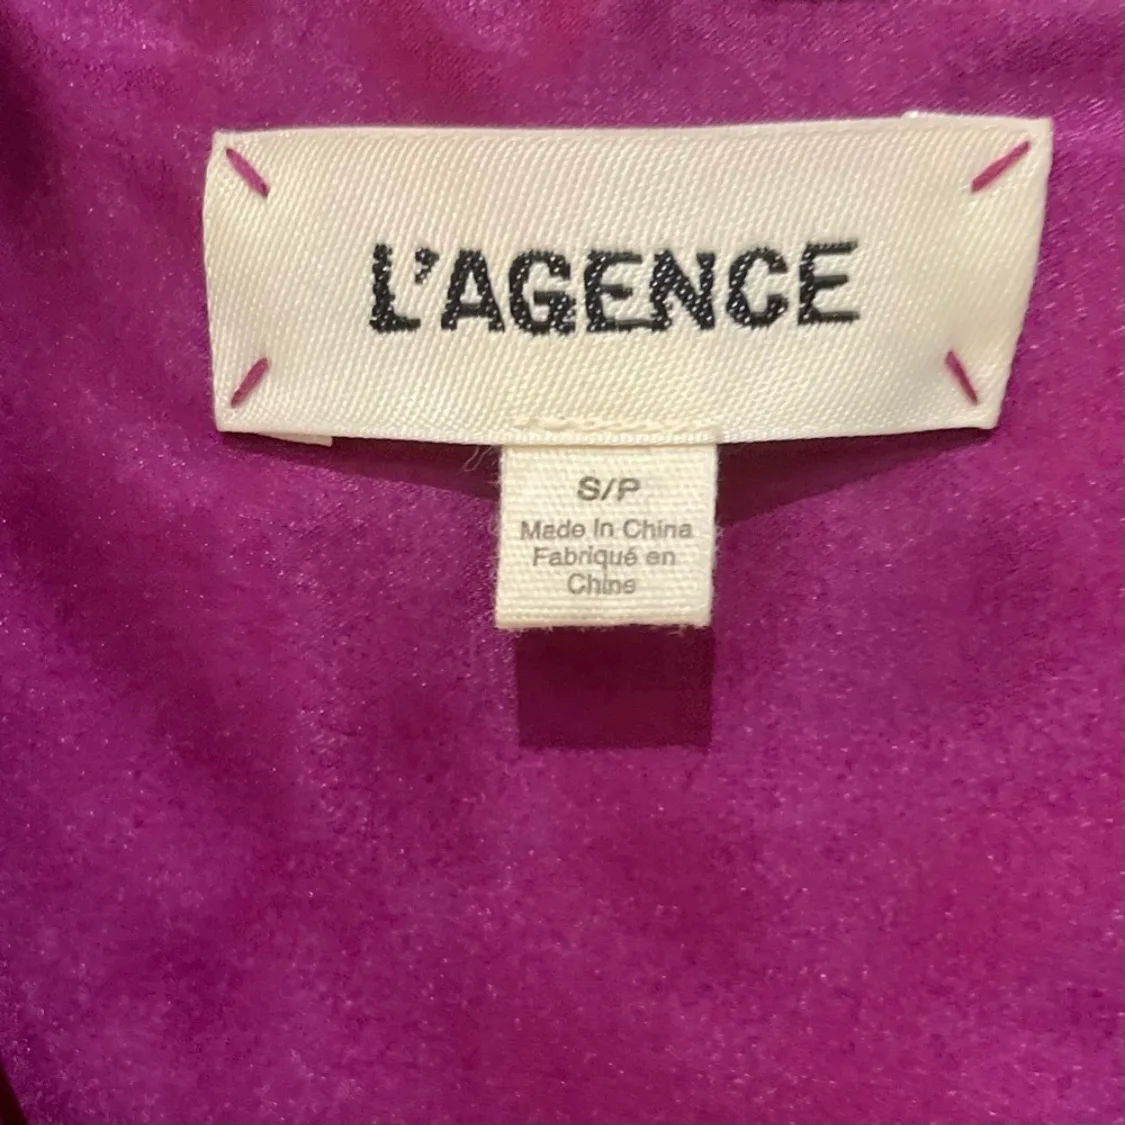 L'AGENCE
S/P
Made In China
Fabriqué en
Chine